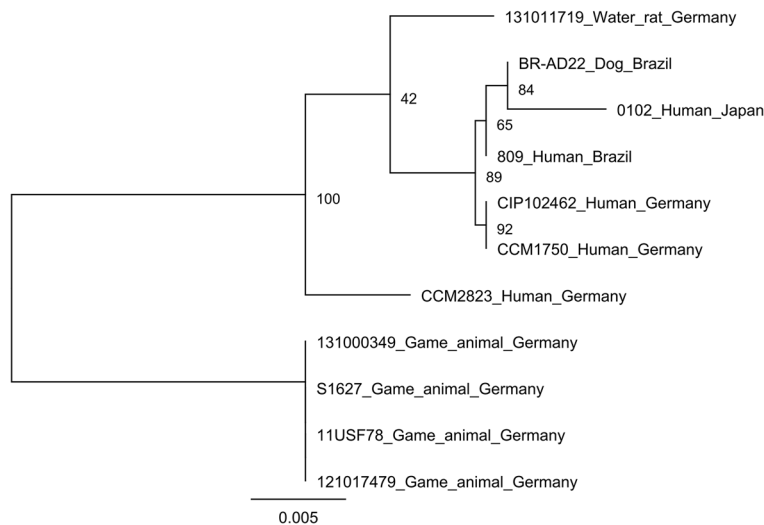 131011719_Water_rat_Germany
BR-AD22_Dog_Brazil
84
42
0102_Human_Japan
65
809_Human_Brazil
89
100
CIP102462_Human_Germany
92
CCM1750_Human_Germany
CCM2823_Human_Germany
131000349_Game_animal_Germany
S1627_Game_animal_Germany
11USF78_Game_animal_Germany
121017479_Game_animal_Germany
0.005